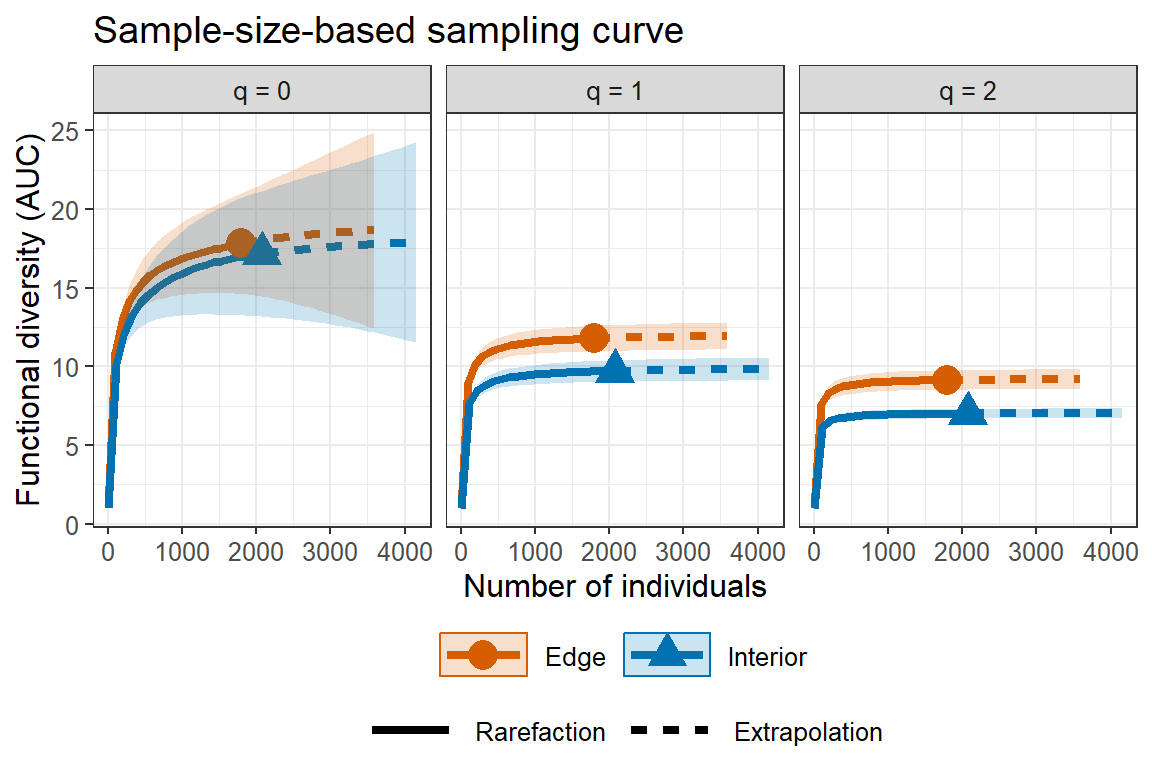 Sample-size-based sampling curve
q = 0 q = 1 q = 2
Functional diversity (AUC)
25
20
15
10
5
0
0 1000 2000 3000 4000 0 1000 2000 3000 4000 0 1000 2000 3000 4000
Number of individuals
Edge Interior
Rarefaction Extrapolation